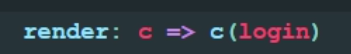 render: c => c(login)